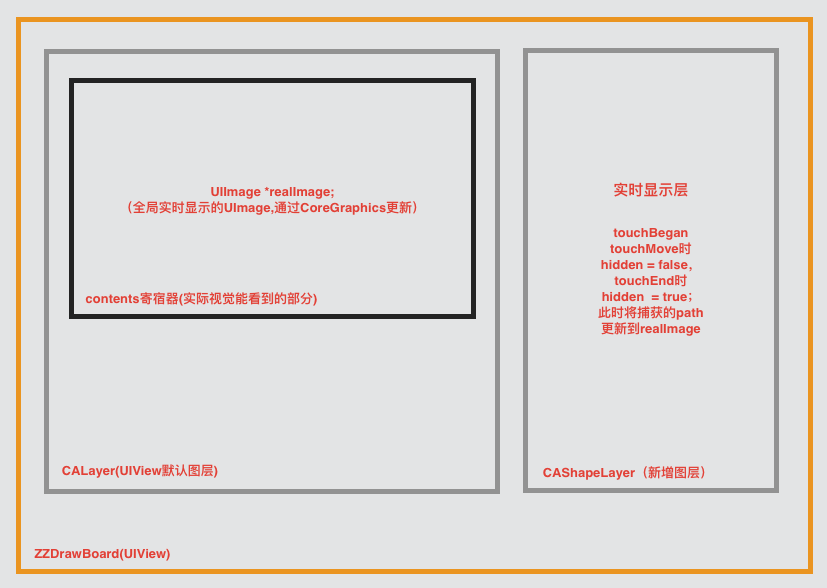 UIImage *realImage;
（全局实时显示的UImage,通过CoreGraphics更新）
contents寄宿器(实际视觉能看到的部分)
CALayer(UIView默认图层)
实时显示层
touchBegan
touchMove时
hidden = false,
touchEnd时
hidden  = true；
此时将捕获的path
更新到realImage
CAShapeLayer（新增图层）
ZZDrawBoard(UIView)